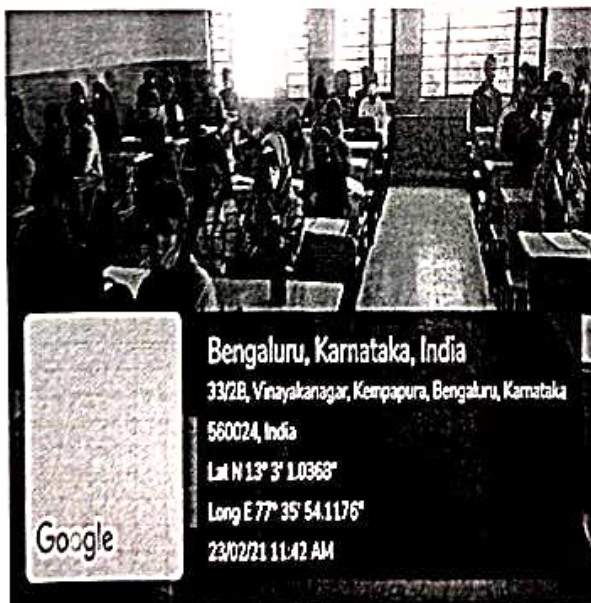 Bengaluru, Karnataka, India
33/2B, Vinayakanagar, Kempapura, Bengaluru, Karnataka
560024, India
Lat N 13° 3' 1.0368"
Long E 77° 35' 54.1176"
23/02/21 11:42 AM
Google